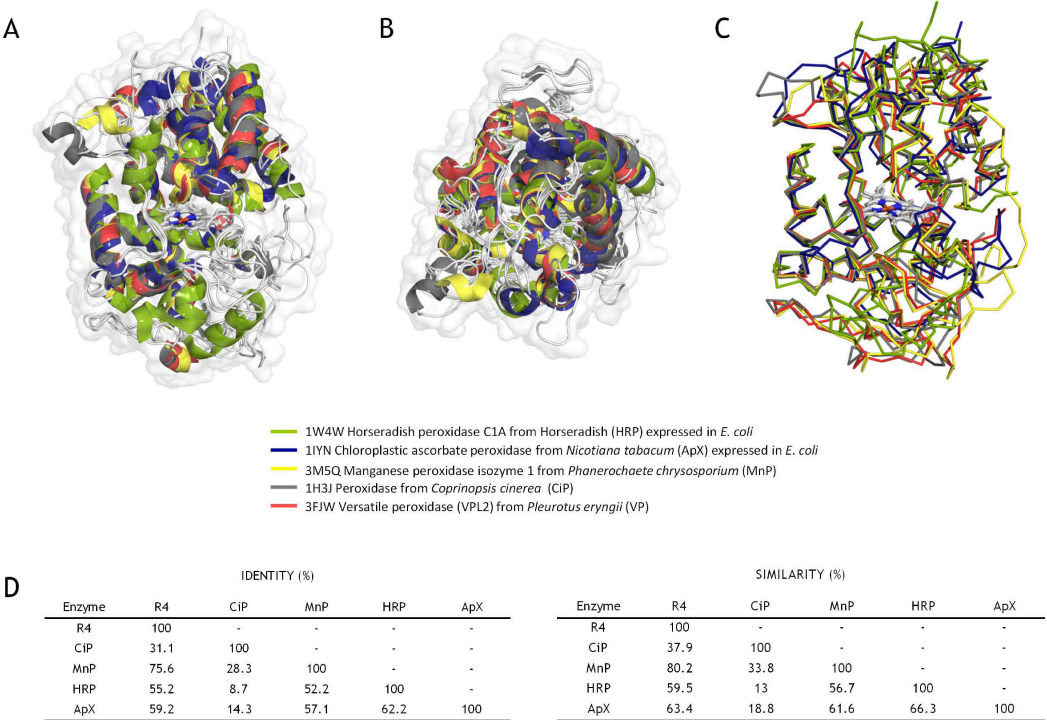 A
B
C
1W4W Horseradish peroxidase C1A from Horseradish (HRP) expressed in E. coli
1IYN Chloroplastic ascorbate peroxidase from Nicotiana tabacum (ApX) expressed in E. coli
3M5Q Manganese peroxidase isozyme 1 from Phanerochaete chrysosporium (MnP)
1H3J Peroxidase from Coprinopsis cinerea (CiP)
3FJW Versatile peroxidase (VPL2) from Pleurotus eryngii (VP)
D
IDENTITY (%)
Enzyme R4 CiP MnP HRP ApX
R4 100 - - - -
CiP 31.1 100 - - -
MnP 75.6 28.3 100 - -
HRP 55.2 8.7 52.2 100 -
ApX 59.2 14.3 57.1 62.2 100
SIMILARITY (%)
Enzyme R4 CiP MnP HRP ApX
R4 100 - - - -
CiP 37.9 100 - - -
MnP 80.2 33.8 100 - -
HRP 59.5 13 56.7 100 -
ApX 63.4 18.8 61.6 66.3 100